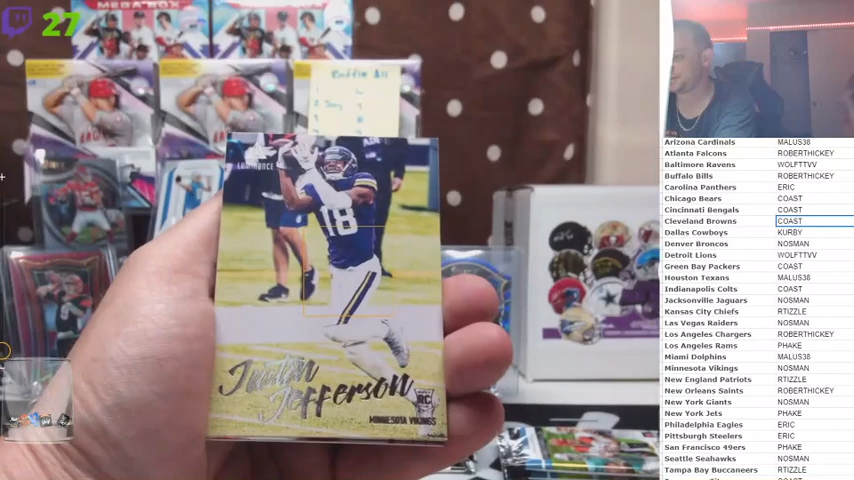 27
MEGA BOX
Raffle All
LUMINANCE
18
Justin
Jefferson
RC
MINNESOTA VIKINGS
Arizona Cardinals MALUS38
Atlanta Falcons ROBERTHICKEY
Baltimore Ravens WOLFTTVV
Buffalo Bills ROBERTHICKEY
Carolina Panthers ERIC
Chicago Bears COAST
Cincinnati Bengals COAST
Cleveland Browns COAST
Dallas Cowboys KURBY
Denver Broncos NOSMAN
Detroit Lions WOLFTTVV
Green Bay Packers COAST
Houston Texans MALUS38
Indianapolis Colts COAST
Jacksonville Jaguars NOSMAN
Kansas City Chiefs RTIZZLE
Las Vegas Raiders NOSMAN
Los Angeles Chargers ROBERTHICKEY
Los Angeles Rams PHAKE
Miami Dolphins MALUS38
Minnesota Vikings NOSMAN
New England Patriots RTIZZLE
New Orleans Saints ROBERTHICKEY
New York Giants NOSMAN
New York Jets PHAKE
Philadelphia Eagles ERIC
Pittsburgh Steelers ERIC
San Francisco 49ers PHAKE
Seattle Seahawks NOSMAN
Tampa Bay Buccaneers RTIZZLE